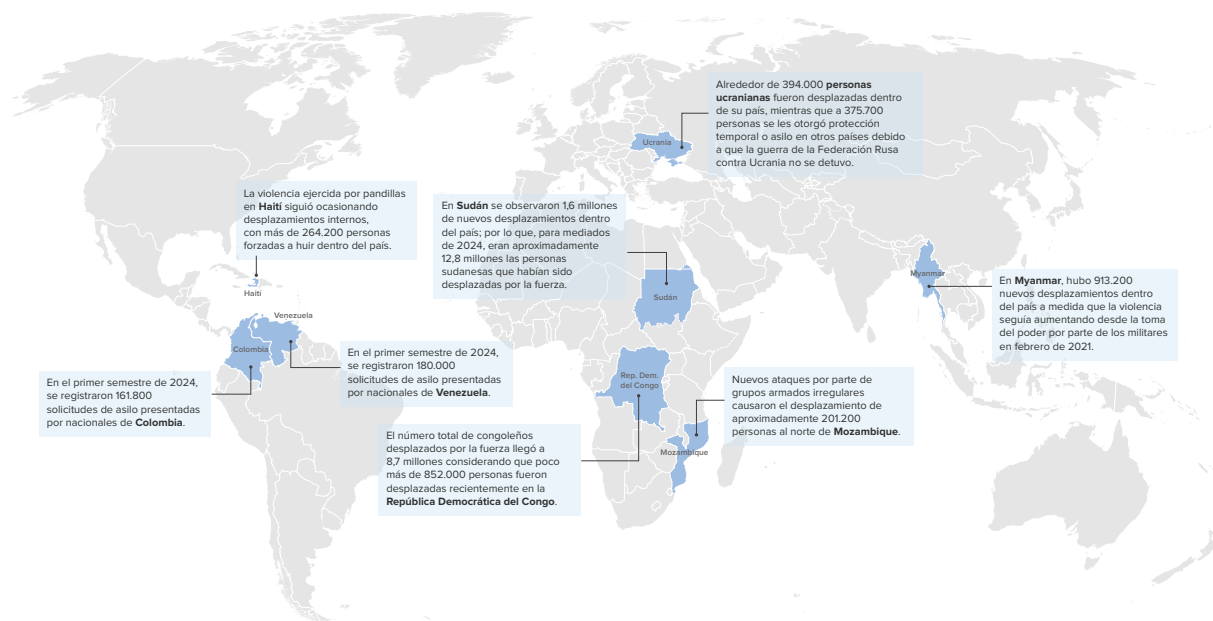 Alrededor de 394.000 personas
ucranianas fueron desplazadas dentro
de su país, mientras que a 375.700
personas se les otorgó protección
temporal o asilo en otros países debido
a que la guerra de la Federación Rusa
contra Ucrania no se detuvo.
Ucrania
La violencia ejercida por pandillas
en Haití siguió ocasionando
desplazamientos internos,
con más de 264.200 personas
forzadas a huir dentro del país.
Haití
En Sudán se observaron 1,6 millones
de nuevos desplazamientos dentro
del país; por lo que, para mediados
de 2024, eran aproximadamente
12,8 millones las personas
sudanesas que habían sido
desplazadas por la fuerza.
Sudán
Myanmar
En Myanmar, hubo 913.200
nuevos desplazamientos dentro
del país a medida que la violencia
seguía aumentando desde la toma
del poder por parte de los militares
en febrero de 2021.
Venezuela
Colombia
En el primer semestre de 2024,
se registraron 180.000
solicitudes de asilo presentadas
por nacionales de Venezuela.
En el primer semestre de 2024,
se registraron 161.800
solicitudes de asilo presentadas
por nacionales de Colombia.
Rep. Dem.
del Congo
Nuevos ataques por parte de
grupos armados irregulares
causaron el desplazamiento de
aproximadamente 201.200
personas al norte de Mozambique.
Mozambique
El número total de congoleños
desplazados por la fuerza llegó a
8,7 millones considerando que poco
más de 852.000 personas fueron
desplazadas recientemente en la
República Democrática del Congo.